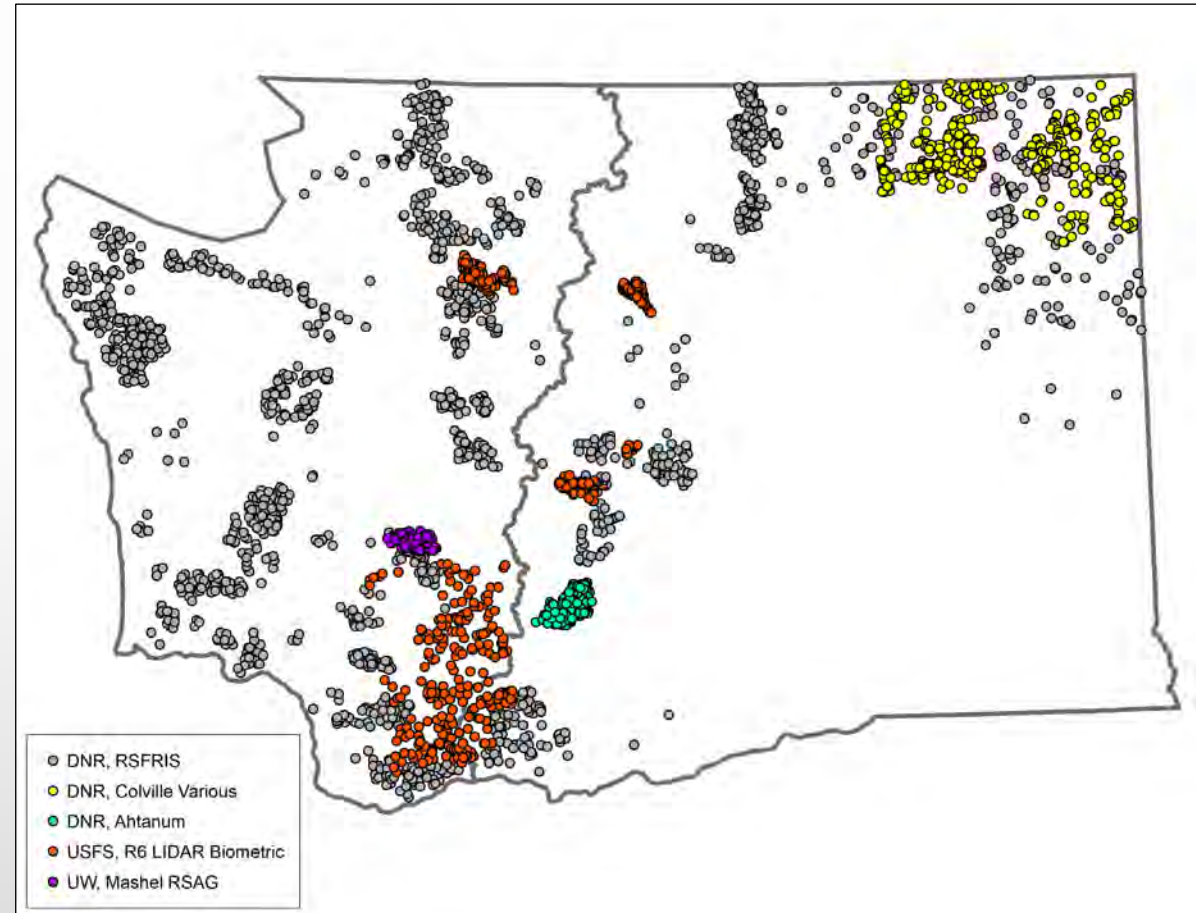 DNR, RSFRIS
DNR, Colville Various
DNR, Ahtanum
USFS, R6 LIDAR Biometric
UW, Mashel RSAG